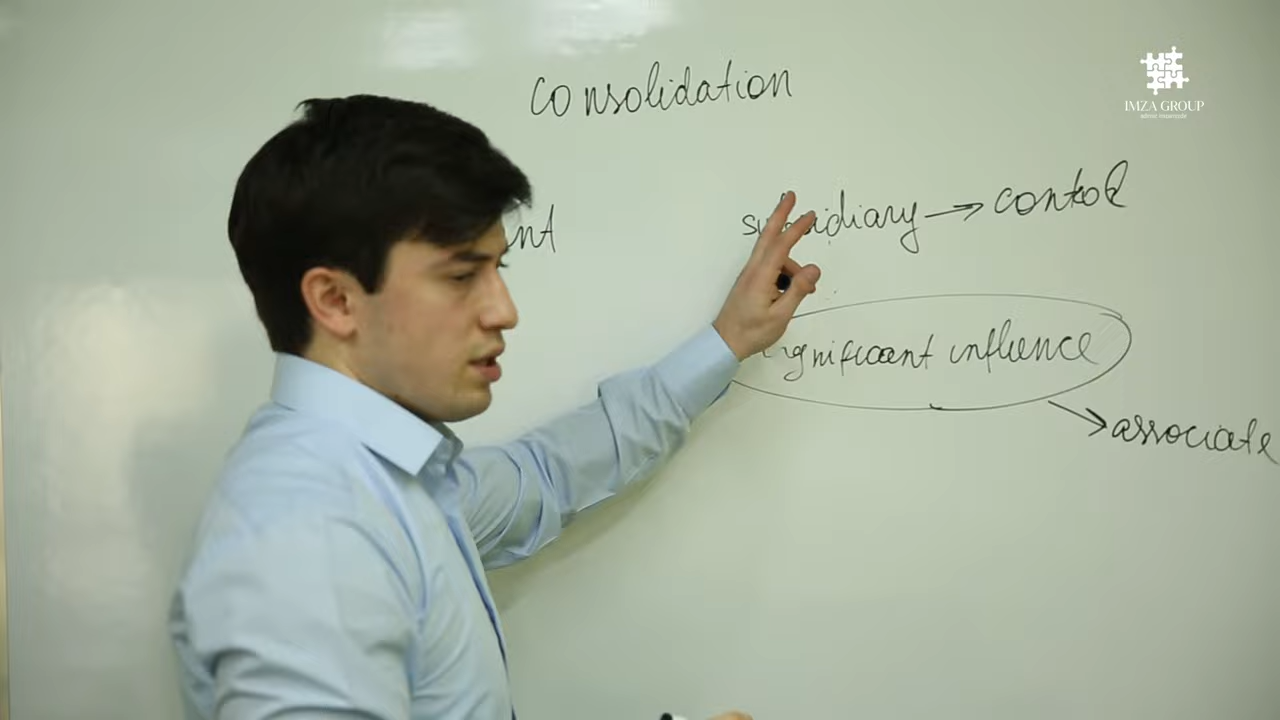 consolidation
IMZA GROUP
nt subsidiary → control
significant influence
→ associate